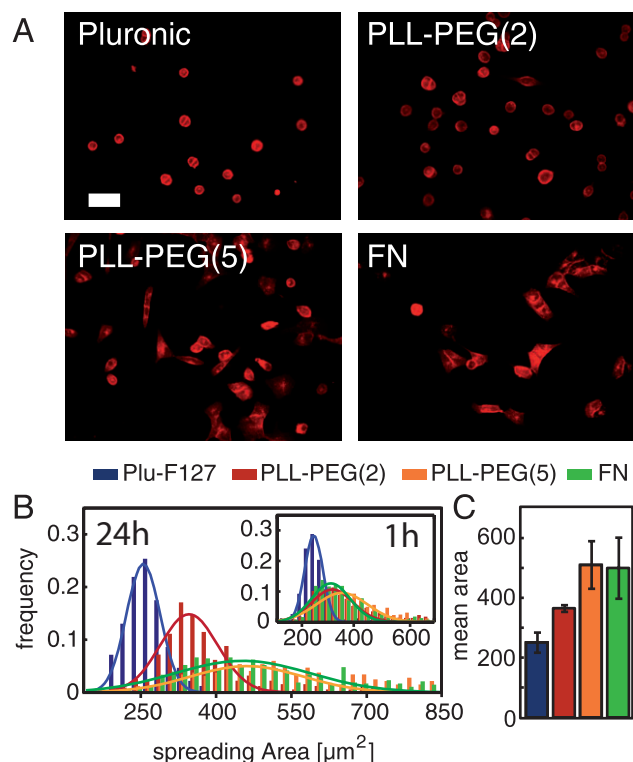 A
Pluronic
PLL-PEG(2)
PLL-PEG(5)
FN
Plu-F127 PLL-PEG(2) PLL-PEG(5) FN
B
24h
1h
frequency
0.3
0.2
0.1
0
250 400 550 700 850
0.3
0.2
0.1
0
200 400 600
spreading Area [µm²]
C
mean area
600
400
200
0